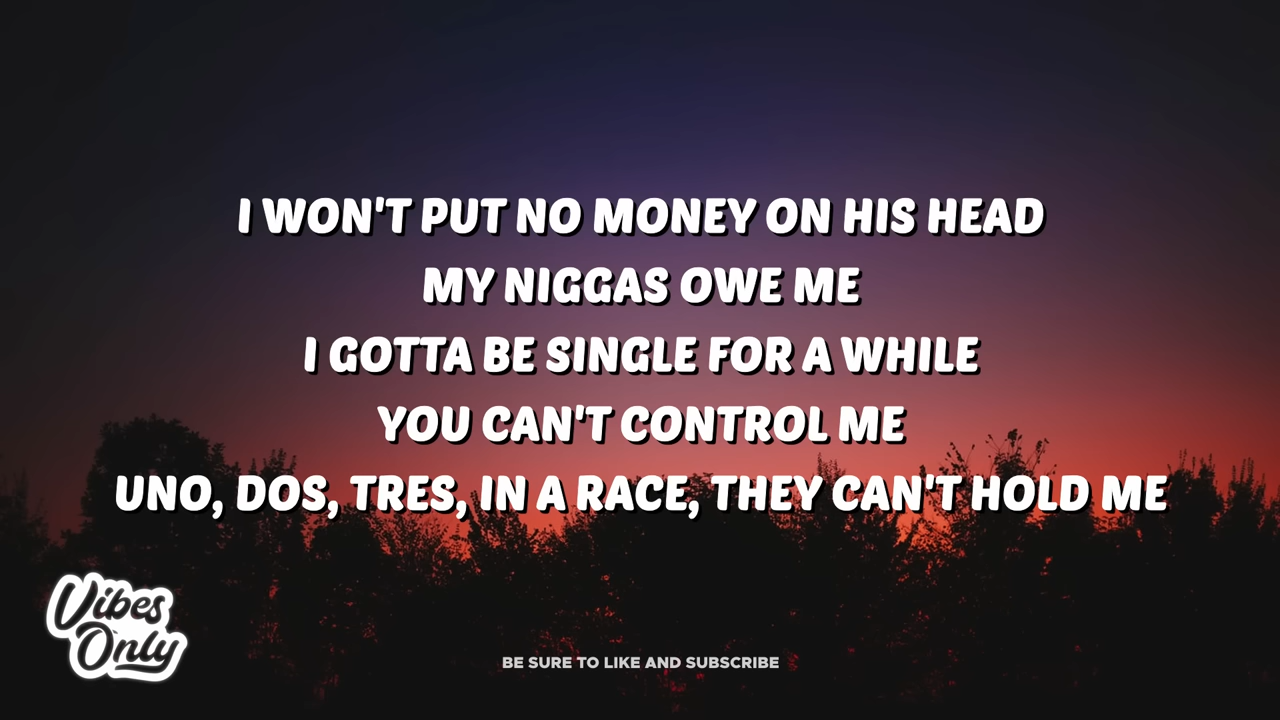 I WON'T PUT NO MONEY ON HIS HEAD
MY NIGGAS OWE ME
I GOTTA BE SINGLE FOR A WHILE
YOU CAN'T CONTROL ME
UNO, DOS, TRES, IN A RACE, THEY CAN'T HOLD ME
Vibes
Only
BE SURE TO LIKE AND SUBSCRIBE